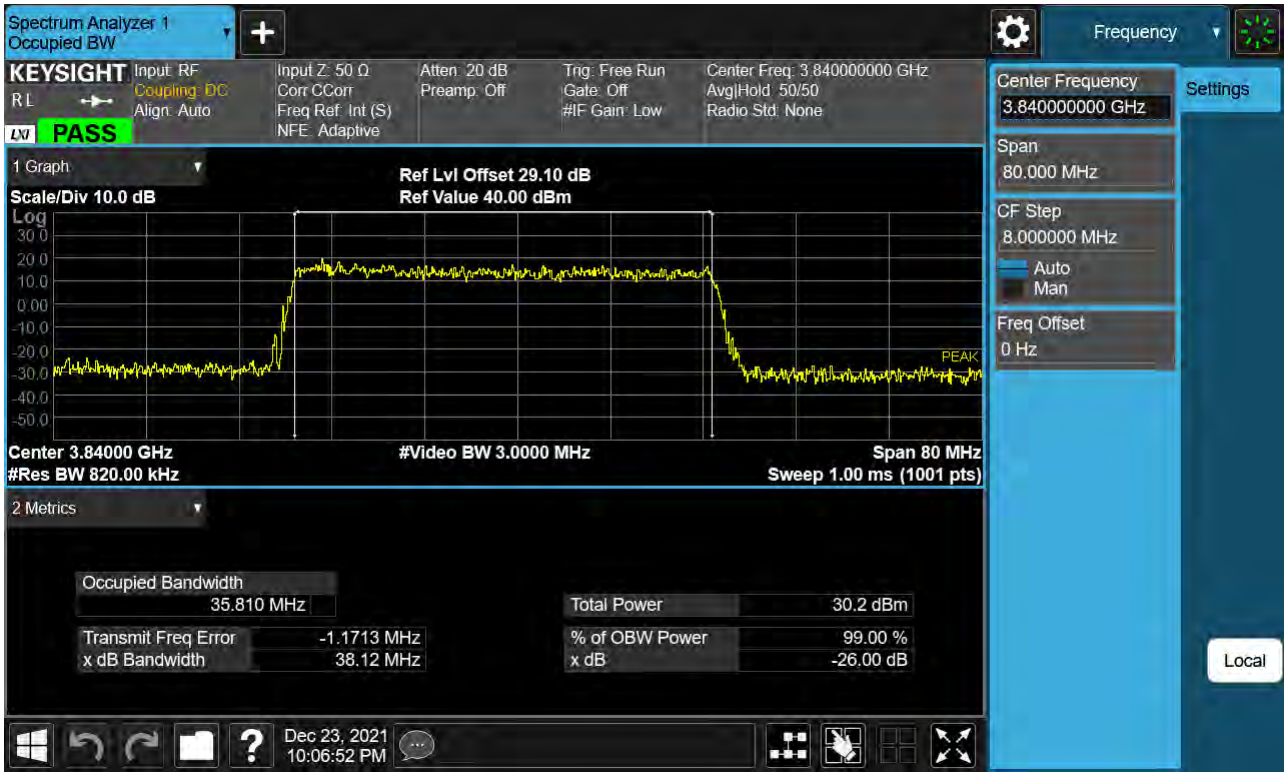 Spectrum Analyzer 1
Occupied BW
+
Frequency
KEYSIGHT
RL
LXI PASS
Input: RF
Coupling: DC
Align: Auto
Input Z: 50 Ω
Corr CCorr
Freq Ref: Int (S)
NFE: Adaptive
Atten: 20 dB
Preamp: Off
Trig: Free Run
Gate: Off
#IF Gain: Low
Center Freq: 3.840000000 GHz
Avg|Hold: 50/50
Radio Std: None
Center Frequency
3.840000000 GHz
Settings
Span
80.000 MHz
CF Step
8.000000 MHz
Auto
Man
Freq Offset
0 Hz
Local
1 Graph
Scale/Div 10.0 dB
Ref Lvl Offset 29.10 dB
Ref Value 40.00 dBm
Log
30.0
20.0
10.0
0.00
-10.0
-20.0
-30.0
-40.0
-50.0
PEAK
Center 3.84000 GHz
#Video BW 3.0000 MHz
Span 80 MHz
#Res BW 820.00 kHz
Sweep 1.00 ms (1001 pts)
2 Metrics
Occupied Bandwidth
35.810 MHz
Total Power 30.2 dBm
Transmit Freq Error -1.1713 MHz
% of OBW Power 99.00 %
x dB Bandwidth 38.12 MHz
x dB -26.00 dB
?
Dec 23, 2021
10:06:52 PM